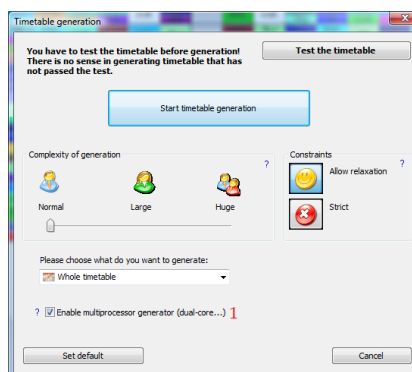 Timetable generation
You have to test the timetable before generation!
There is no sense in generating timetable that has
not passed the test.
Test the timetable
Start timetable generation
Complexity of generation
?
Normal
Large
Huge
Constraints
?
Allow relaxation
Strict
Please choose what do you want to generate:
Whole timetable
? Enable multiprocessor generator (dual-core...) 1
Set default
Cancel